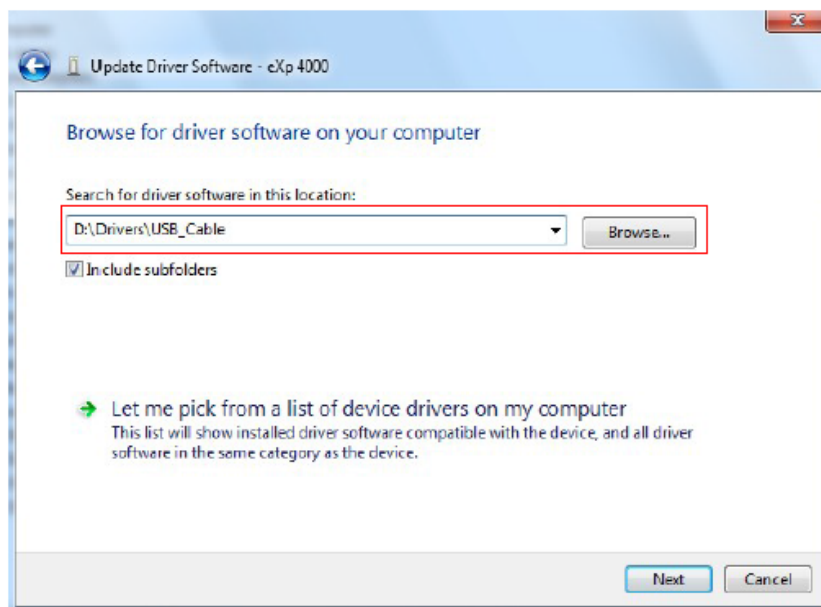 Update Driver Software - eXp 4000
Browse for driver software on your computer
Search for driver software in this location:
D:\Drivers\USB_Cable
Browse...
Include subfolders
Let me pick from a list of device drivers on my computer
This list will show installed driver software compatible with the device, and all driver
software in the same category as the device.
Next
Cancel